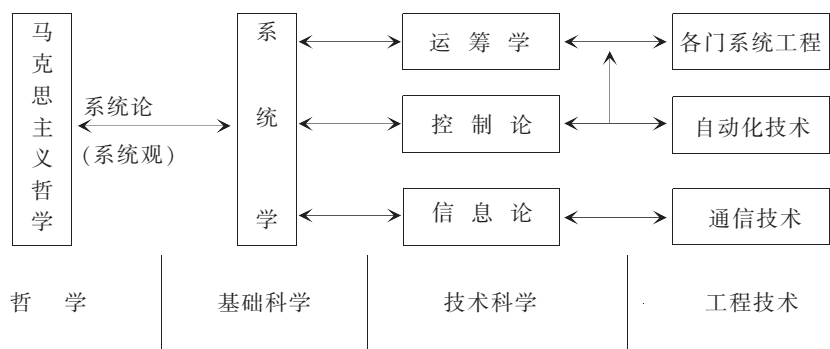 马克思主义哲学
系统论
(系统观)
系统学
运筹学
各门系统工程
控制论
自动化技术
信息论
通信技术
哲 学
基础科学
技术科学
工程技术